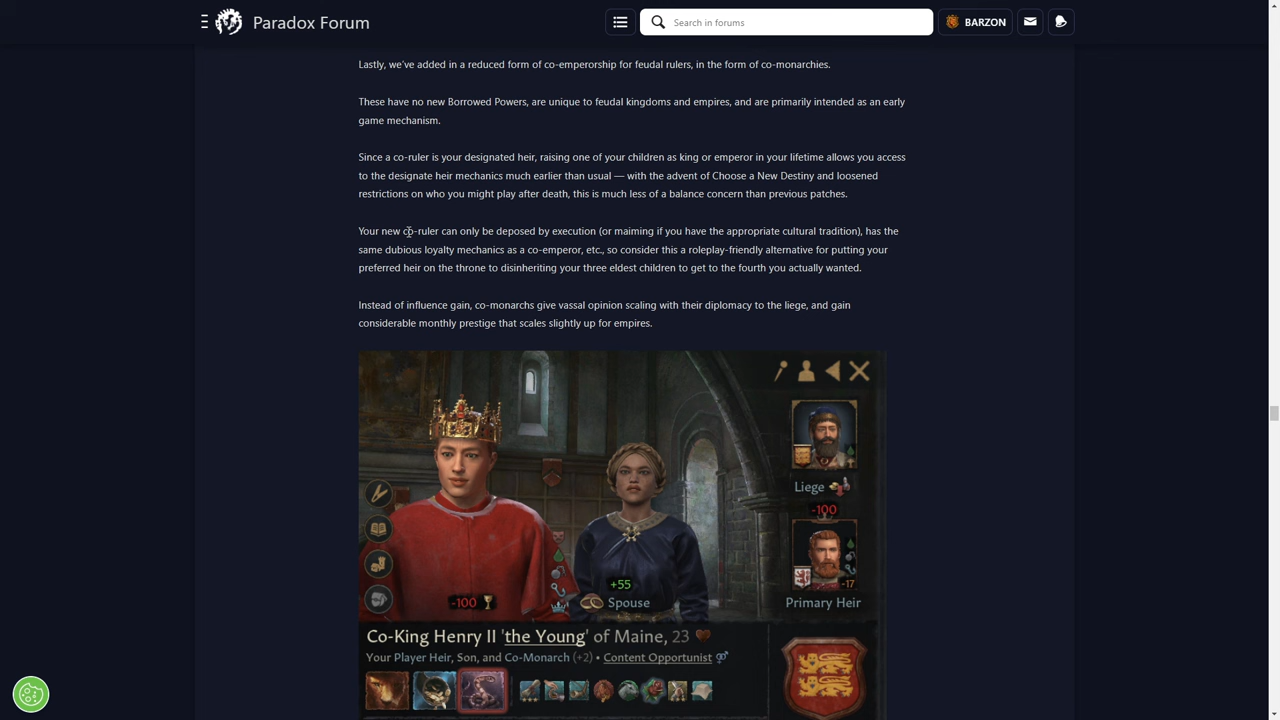 Paradox Forum
Search in forums
BARZON
Lastly, we've added in a reduced form of co-emperorship for feudal rulers, in the form of co-monarchies.
These have no new Borrowed Powers, are unique to feudal kingdoms and empires, and are primarily intended as an early
game mechanism.
Since a co-ruler is your designated heir, raising one of your children as king or emperor in your lifetime allows you access
to the designate heir mechanics much earlier than usual — with the advent of Choose a New Destiny and loosened
restrictions on who you might play after death, this is much less of a balance concern than previous patches.
Your new co-ruler can only be deposed by execution (or maiming if you have the appropriate cultural tradition), has the
same dubious loyalty mechanics as a co-emperor, etc., so consider this a roleplay-friendly alternative for putting your
preferred heir on the throne to disinheriting your three eldest children to get to the fourth you actually wanted.
Instead of influence gain, co-monarchs give vassal opinion scaling with their diplomacy to the liege, and gain
considerable monthly prestige that scales slightly up for empires.
Liege
-100
-17
Primary Heir
+55
-100
Spouse
Co-King Henry II 'the Young' of Maine, 23
Your Player Heir, Son, and Co-Monarch (+2) • Content Opportunist